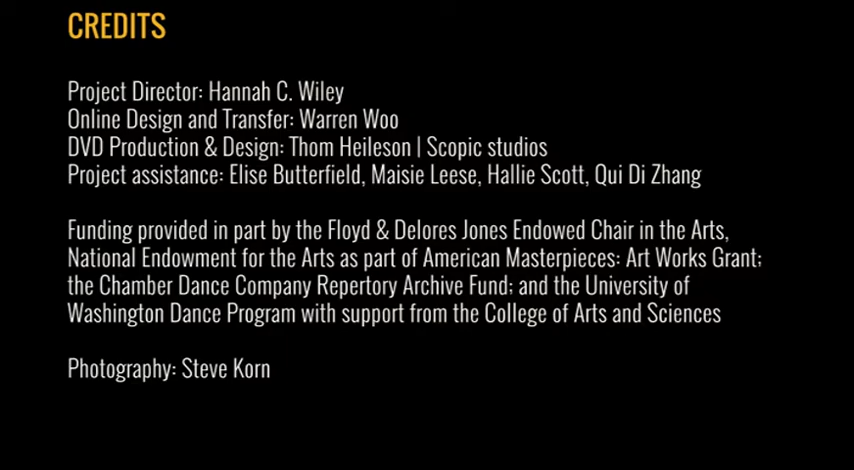 CREDITS
Project Director: Hannah C. Wiley
Online Design and Transfer: Warren Woo
DVD Production & Design: Thom Heileson | Scopic studios
Project assistance: Elise Butterfield, Maisie Leese, Hallie Scott, Qui Di Zhang
Funding provided in part by the Floyd & Delores Jones Endowed Chair in the Arts,
National Endowment for the Arts as part of American Masterpieces: Art Works Grant;
the Chamber Dance Company Repertory Archive Fund; and the University of
Washington Dance Program with support from the College of Arts and Sciences
Photography: Steve Korn